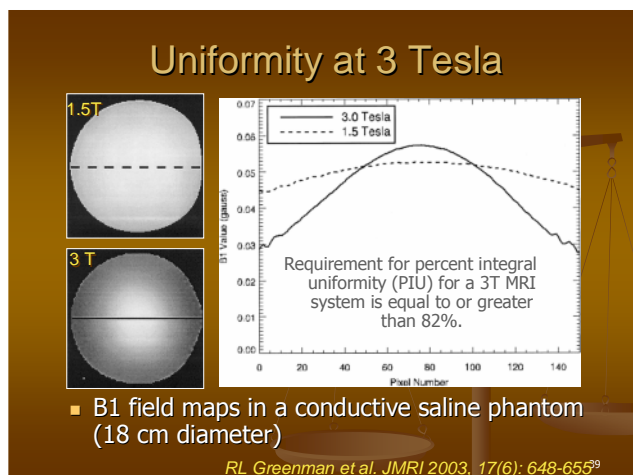 Uniformity at 3 Tesla
1.5T
3 T
0.07
0.06
0.05
0.04
0.03
0.02
0.01
0.00
B1 Value (gauss)
3.0 Tesla
1.5 Tesla
Requirement for percent integral
uniformity (PIU) for a 3T MRI
system is equal to or greater
than 82%.
0 20 40 60 80 100 120 140
Pixel Number
B1 field maps in a conductive saline phantom
(18 cm diameter)
RL Greenman et al. JMRI 2003, 17(6): 648-655
39